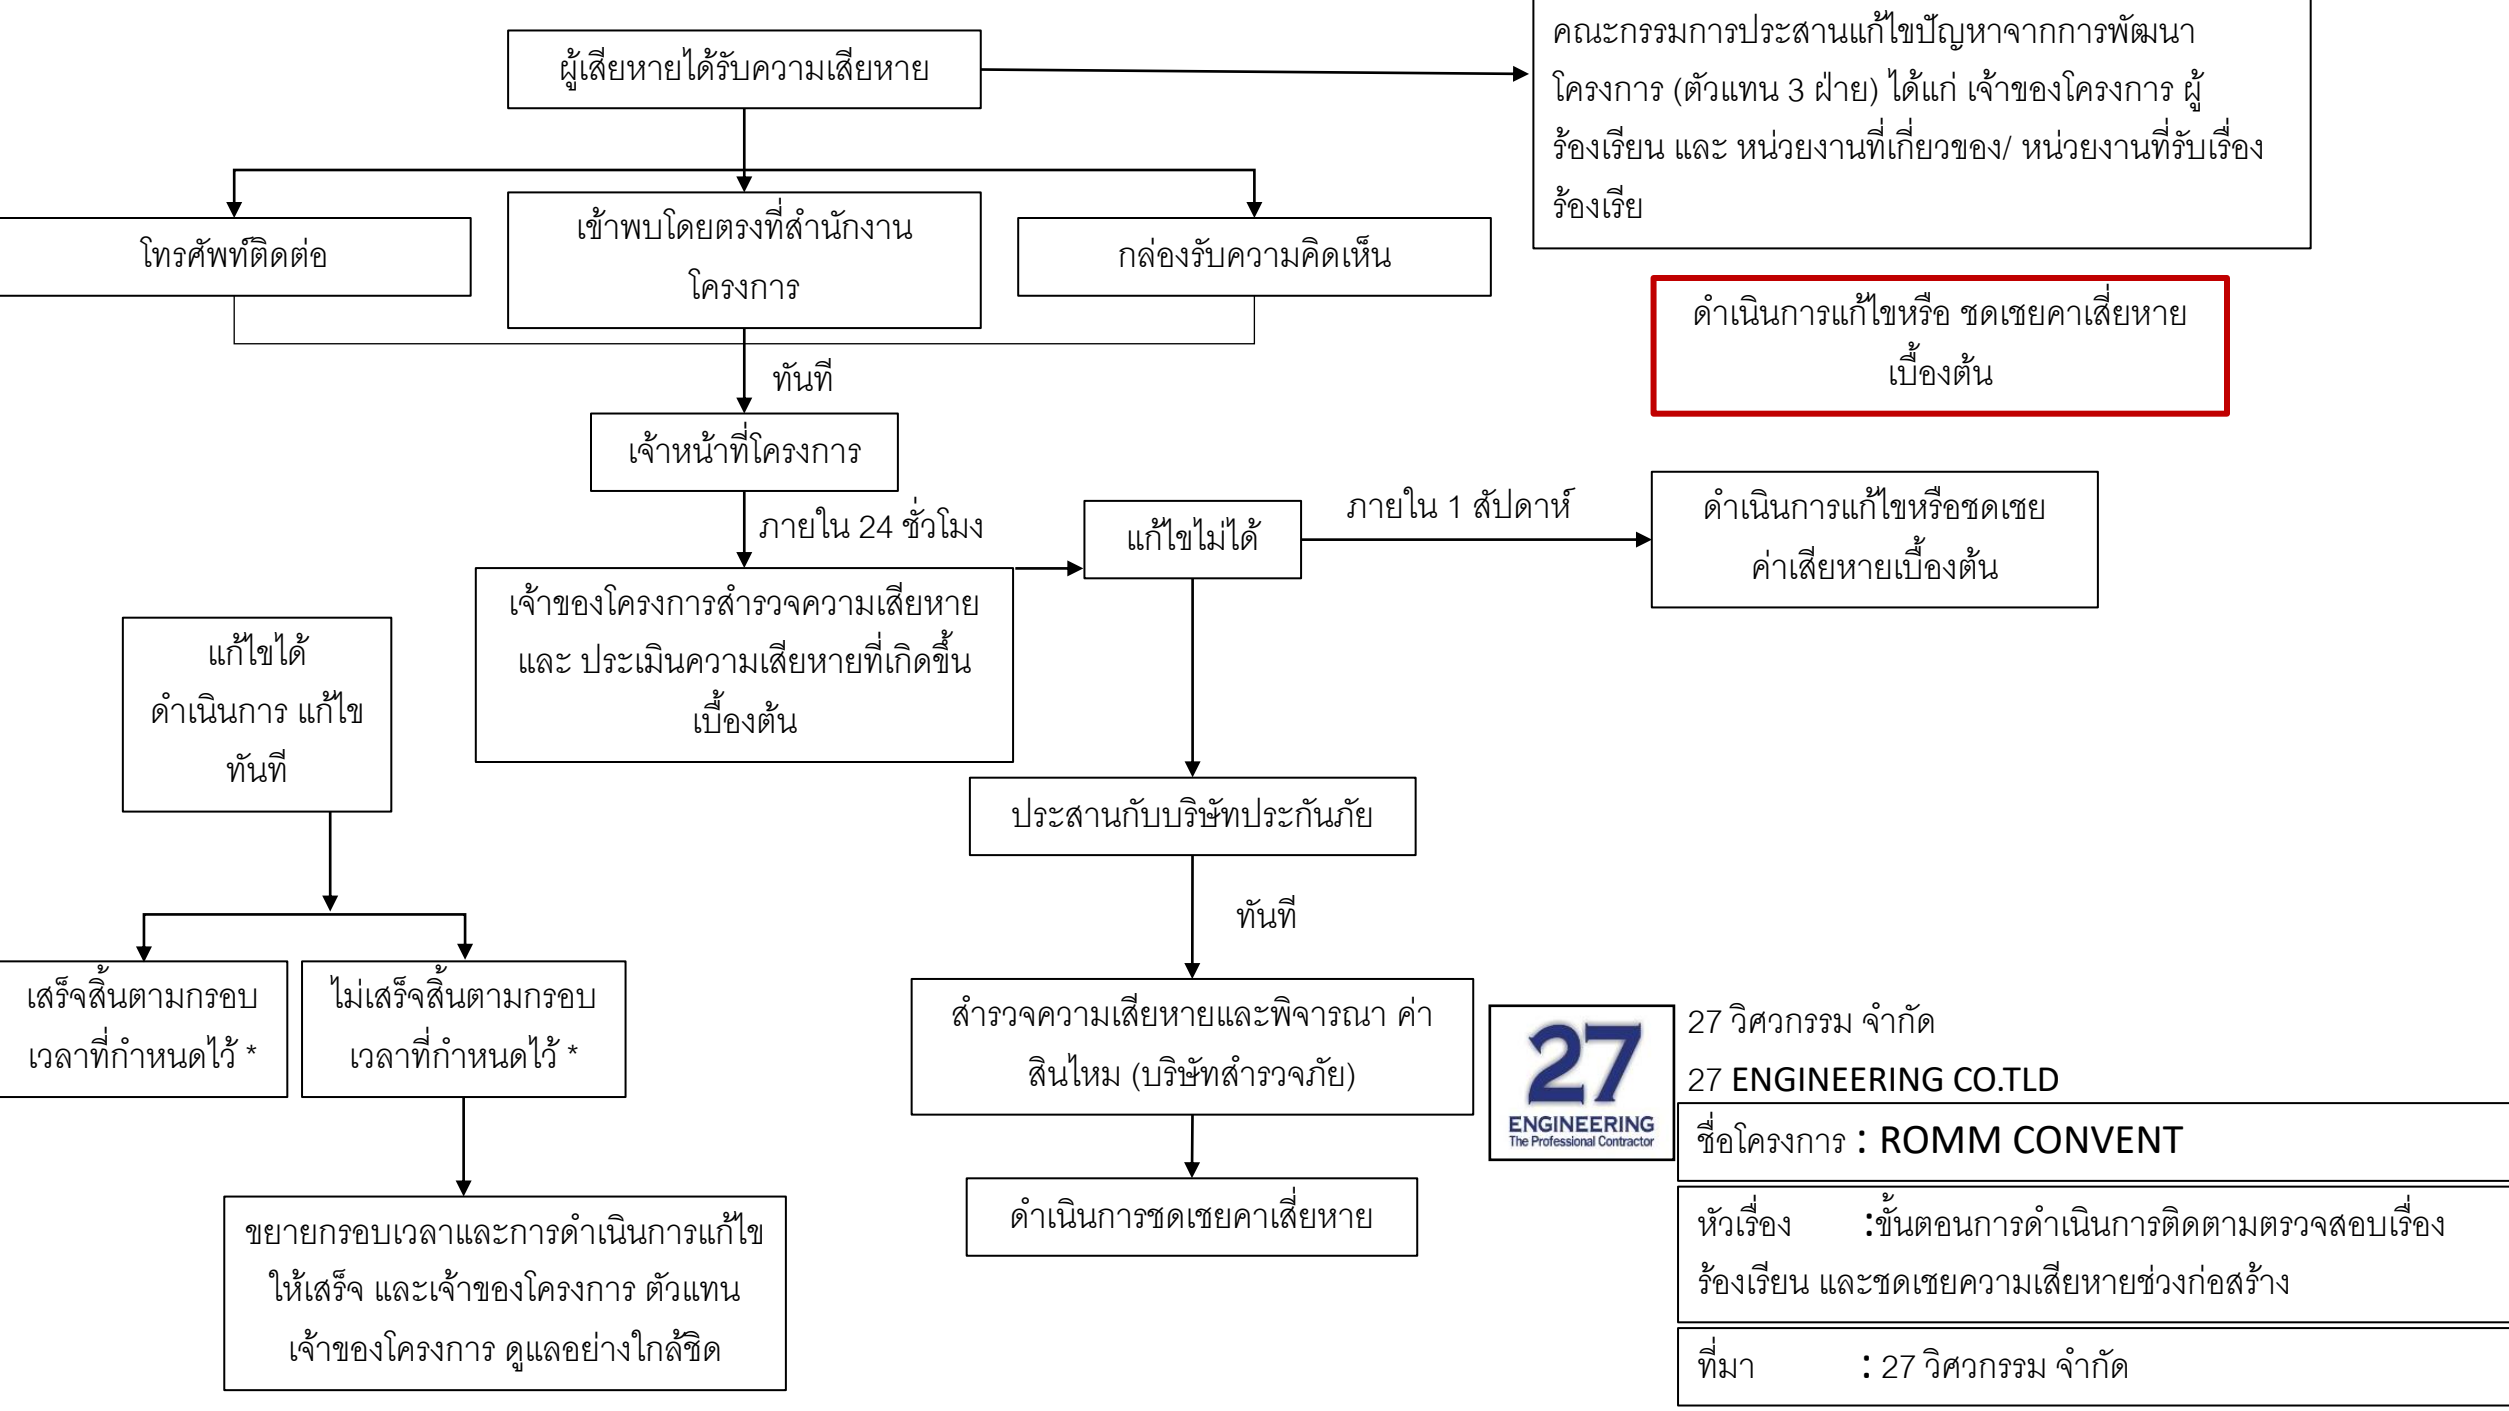 ผู้เสียหายได้รับความเสียหาย
คณะกรรมการประสานแก้ไขปัญหาจากการพัฒนา
โครงการ (ตัวแทน 3 ฝ่าย) ได้แก่ เจ้าของโครงการ ผู้
ร้องเรียน และ หน่วยงานที่เกี่ยวของ/ หน่วยงานที่รับเรื่อง
ร้องเรีย
โทรศัพท์ติดต่อ
เข้าพบโดยตรงที่สำนักงาน
โครงการ
กล่องรับความคิดเห็น
ดำเนินการแก้ไขหรือ ชดเชยคาเสี่ยหาย
เบื้องต้น
ทันที
เจ้าหน้าที่โครงการ
ภายใน 24 ชั่วโมง
แก้ไขไม่ได้
ภายใน 1 สัปดาห์
ดำเนินการแก้ไขหรือชดเชย
ค่าเสียหายเบื้องต้น
เจ้าของโครงการสำรวจความเสียหาย
และ ประเมินความเสียหายที่เกิดขึ้น
เบื้องต้น
แก้ไขได้
ดำเนินการ แก้ไข
ทันที
ประสานกับบริษัทประกันภัย
ทันที
เสร็จสิ้นตามกรอบ
เวลาที่กำหนดไว้ *
ไม่เสร็จสิ้นตามกรอบ
เวลาที่กำหนดไว้ *
สำรวจความเสียหายและพิจารณา ค่า
สินไหม (บริษัทสำรวจภัย)
ดำเนินการชดเชยคาเสี่ยหาย
ขยายกรอบเวลาและการดำเนินการแก้ไข
ให้เสร็จ และเจ้าของโครงการ ตัวแทน
เจ้าของโครงการ ดูแลอย่างใกล้ชิด
27
ENGINEERING
The Professional Contractor
27 วิศวกรรม จำกัด
27 ENGINEERING CO.TLD
ชื่อโครงการ : ROMM CONVENT
หัวเรื่อง :ขั้นตอนการดำเนินการติดตามตรวจสอบเรื่อง
ร้องเรียน และชดเชยความเสียหายช่วงก่อสร้าง
ที่มา : 27 วิศวกรรม จำกัด